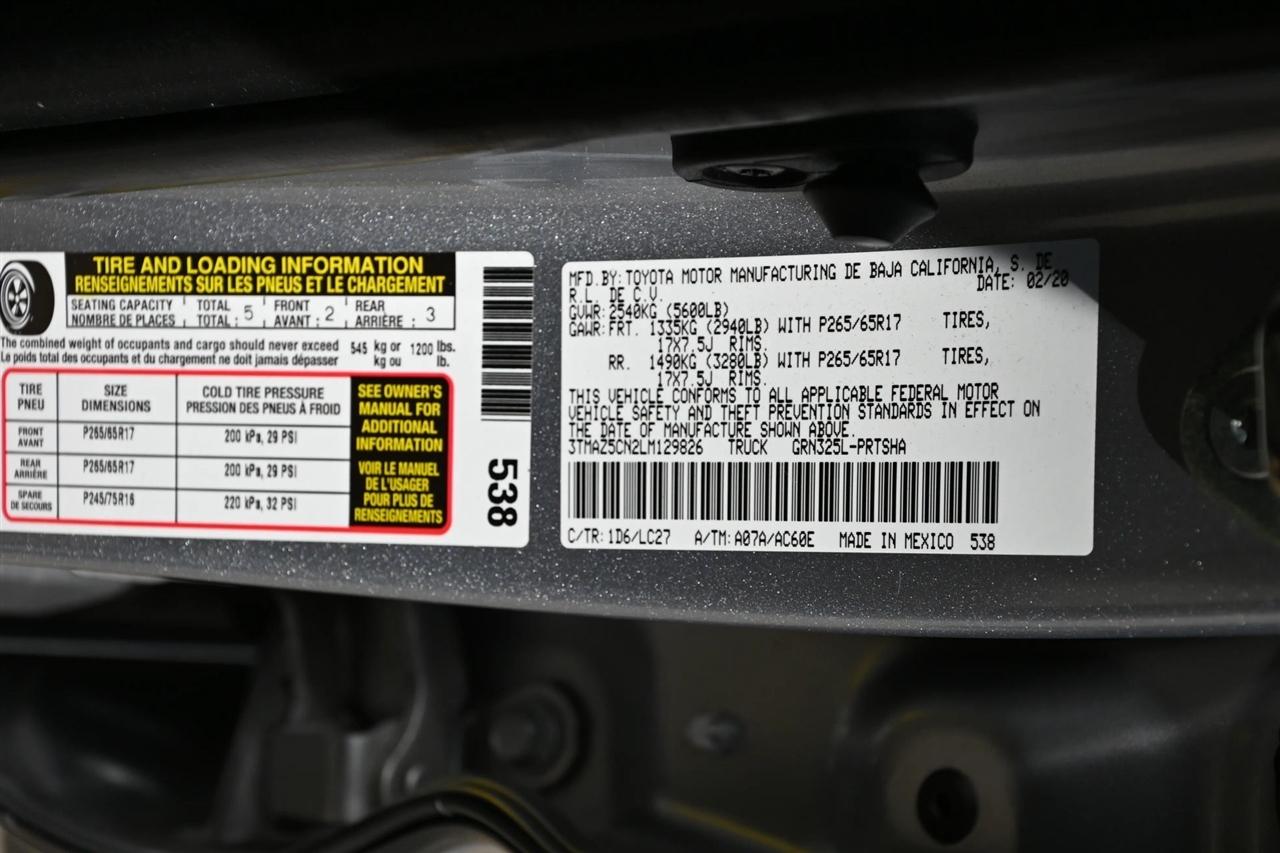 TIRE AND LOADING INFORMATION
RENSEIGNEMENTS SUR LES PNEUS ET LE CHARGEMENT
SEATING CAPACITY TOTAL FRONT REAR
NOMBRE DE PLACES TOTAL : 5 AVANT : 2 ARRIÈRE : 3
The combined weight of occupants and cargo should never exceed 545 kg or 1200 lbs.
Le poids total des occupants et du chargement ne doit jamais dépasser kg ou lb.
TIRE SIZE COLD TIRE PRESSURE
PNEU DIMENSIONS PRESSION DES PNEUS À FROID
FRONT AVANT P265/65R17 200 kPa, 29 PSI
REAR ARRIÈRE P265/65R17 200 kPa, 29 PSI
SPARE DE SECOURS P245/75R16 220 kPa, 32 PSI
SEE OWNER'S
MANUAL FOR
ADDITIONAL
INFORMATION
VOIR LE MANUEL
DE L'USAGER
POUR PLUS DE
RENSEIGNEMENTS
538
MFD.BY:TOYOTA MOTOR MANUFACTURING DE BAJA CALIFORNIA, S. DE
R.L. DE C.V. DATE: 02/20
GVWR:2540KG (5600LB)
GAWR:FRT. 1335KG (2940LB) WITH P265/65R17 TIRES,
17X7.5J RIMS.
RR. 1490KG (3280LB) WITH P265/65R17 TIRES,
17X7.5J RIMS.
THIS VEHICLE CONFORMS TO ALL APPLICABLE FEDERAL MOTOR
VEHICLE SAFETY AND THEFT PREVENTION STANDARDS IN EFFECT ON
THE DATE OF MANUFACTURE SHOWN ABOVE.
3TMAZ5CN2LM129826 TRUCK GRN325L-PRTSHA
C/TR:1D6/LC27 A/TM:A07A/AC60E MADE IN MEXICO 538